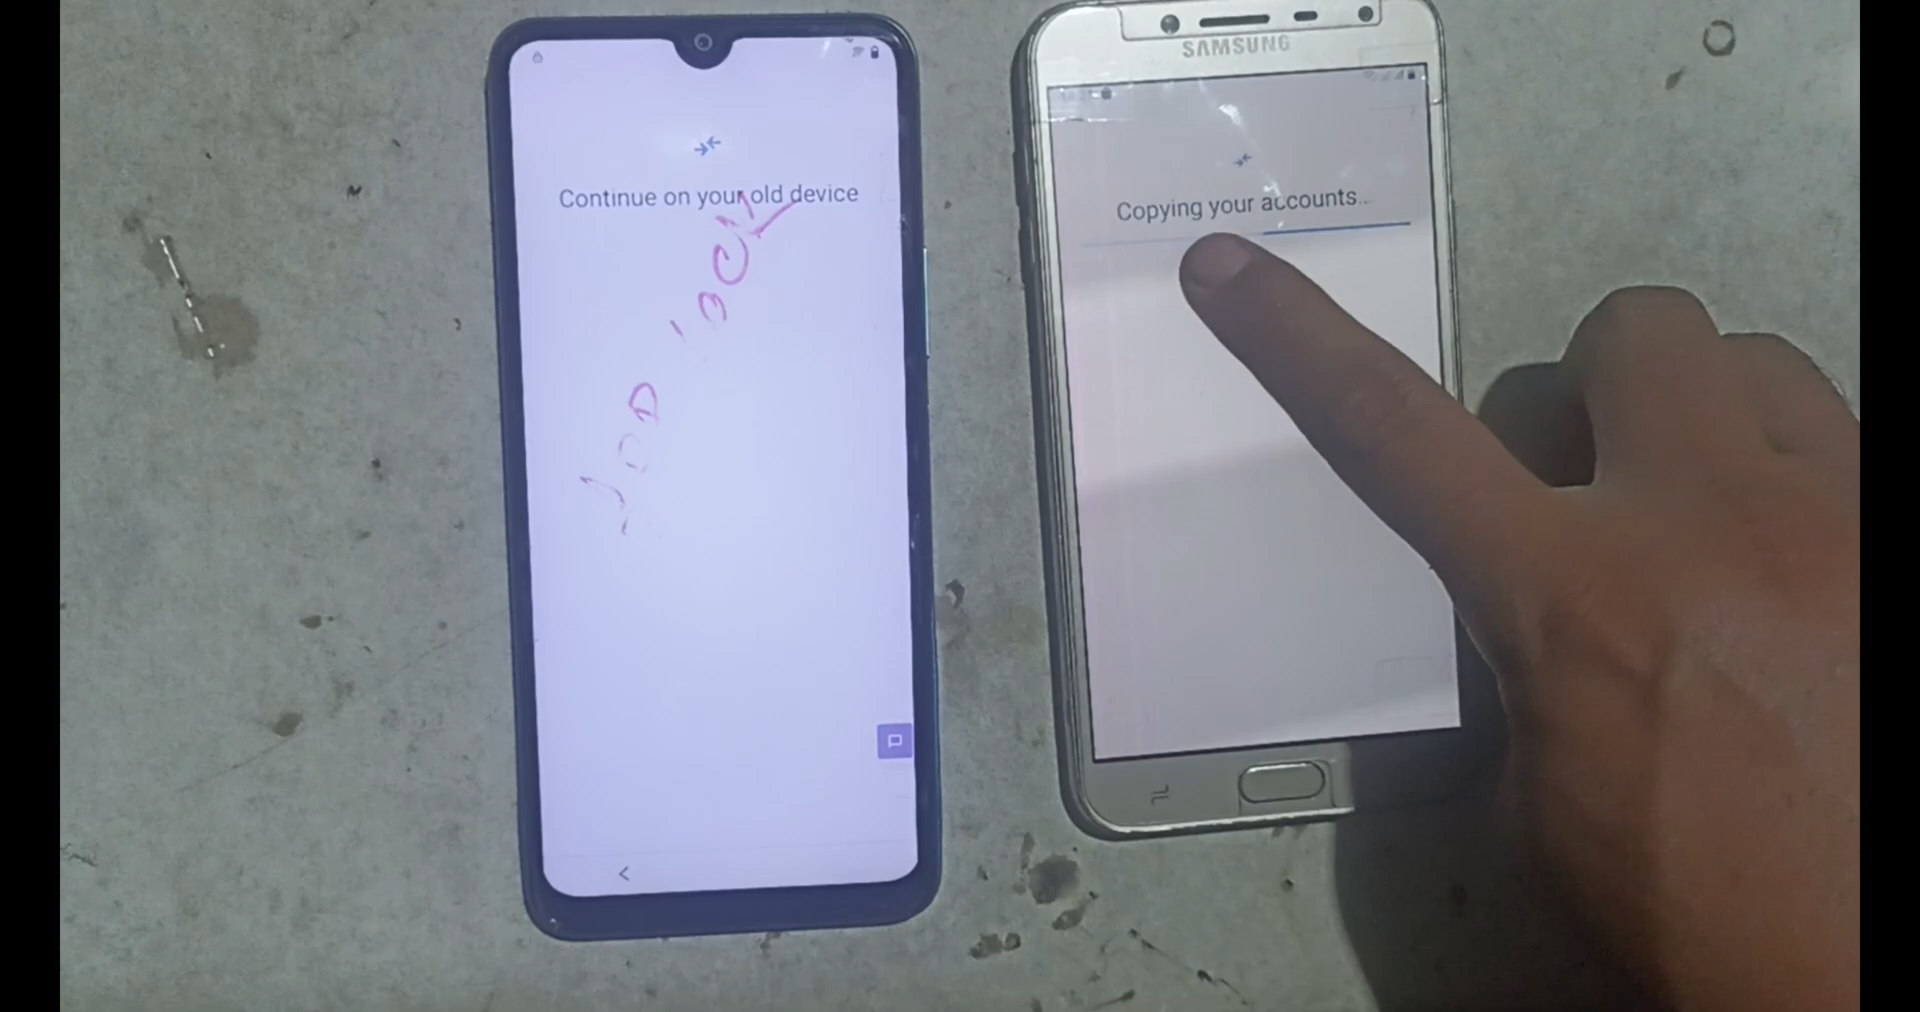 Continue on your old device
SAMSUNG
Copying your accounts...